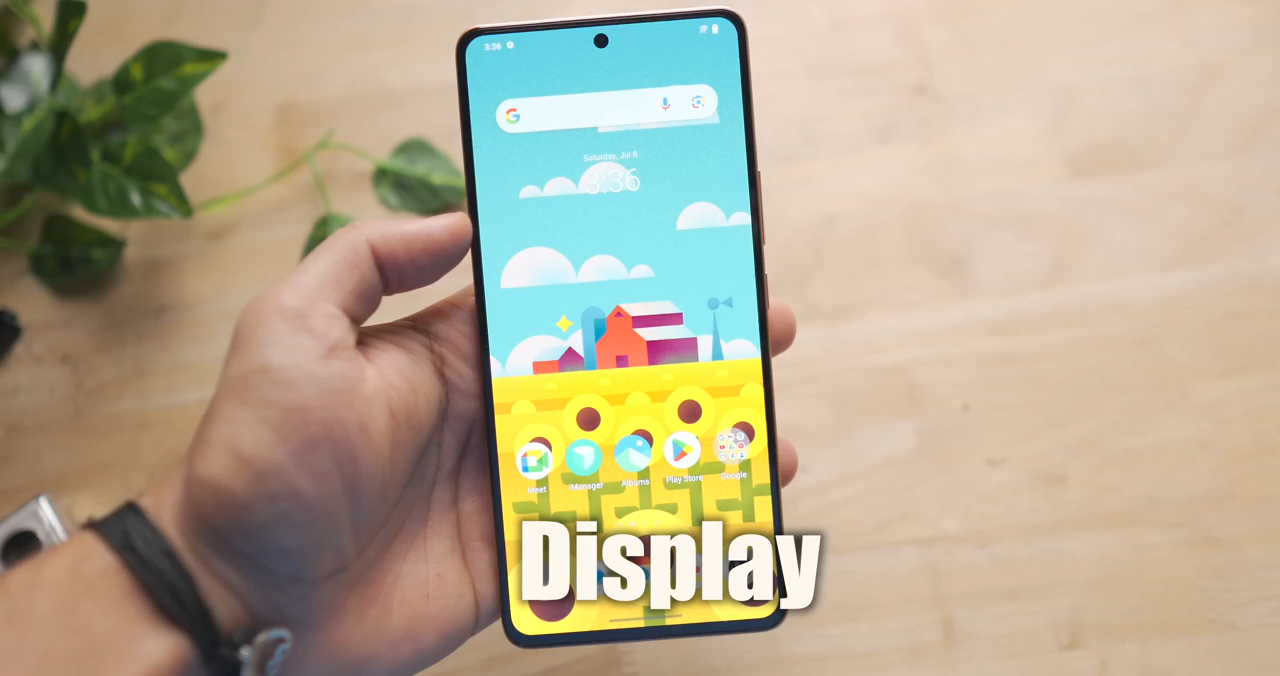 3:36
Saturday, Jul 8
3:36
Meet
iManager
Albums
Play Store
Google
Display